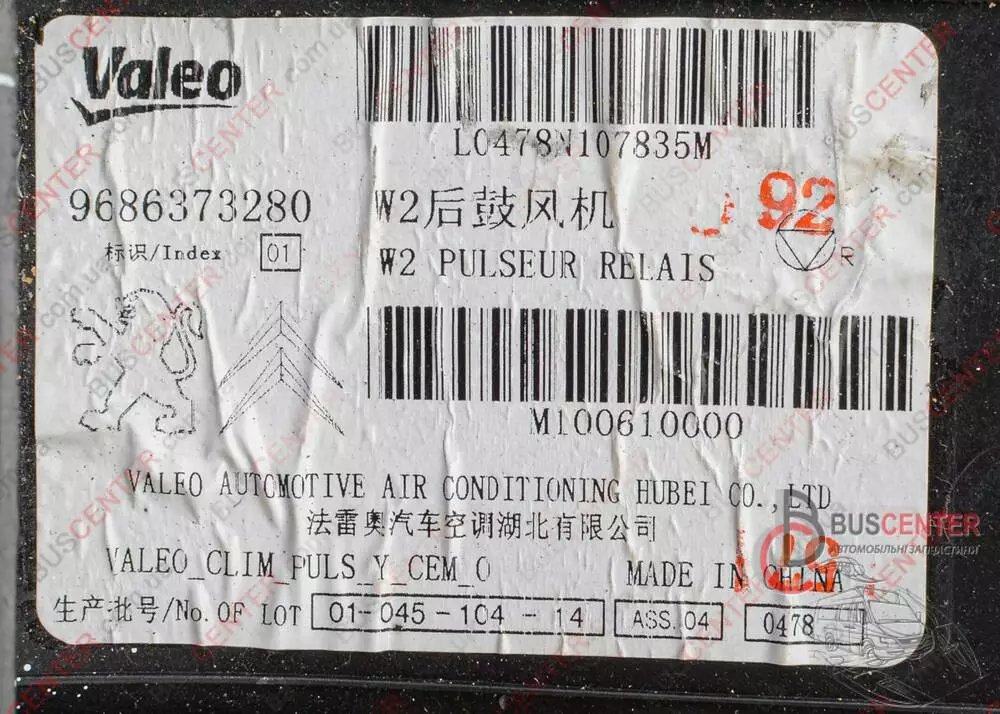 Valeo
L0478N107835M
9686373280
W2后鼓风机
92
标识/Index 01
W2 PULSEUR RELAIS
R
M100610000
VALEO AUTOMOTIVE AIR CONDITIONING HUBEI CO.,LTD
法雷奥汽车空调湖北有限公司
BUSCENTER
АВТОМОБІЛЬНІ ЗАПЧАСТИНИ
VALEO_CLIM_PULS_Y_CEM_0
MADE IN CHINA
生产批号/No. OF LOT 01-045-104 - 14 ASS.04 0478